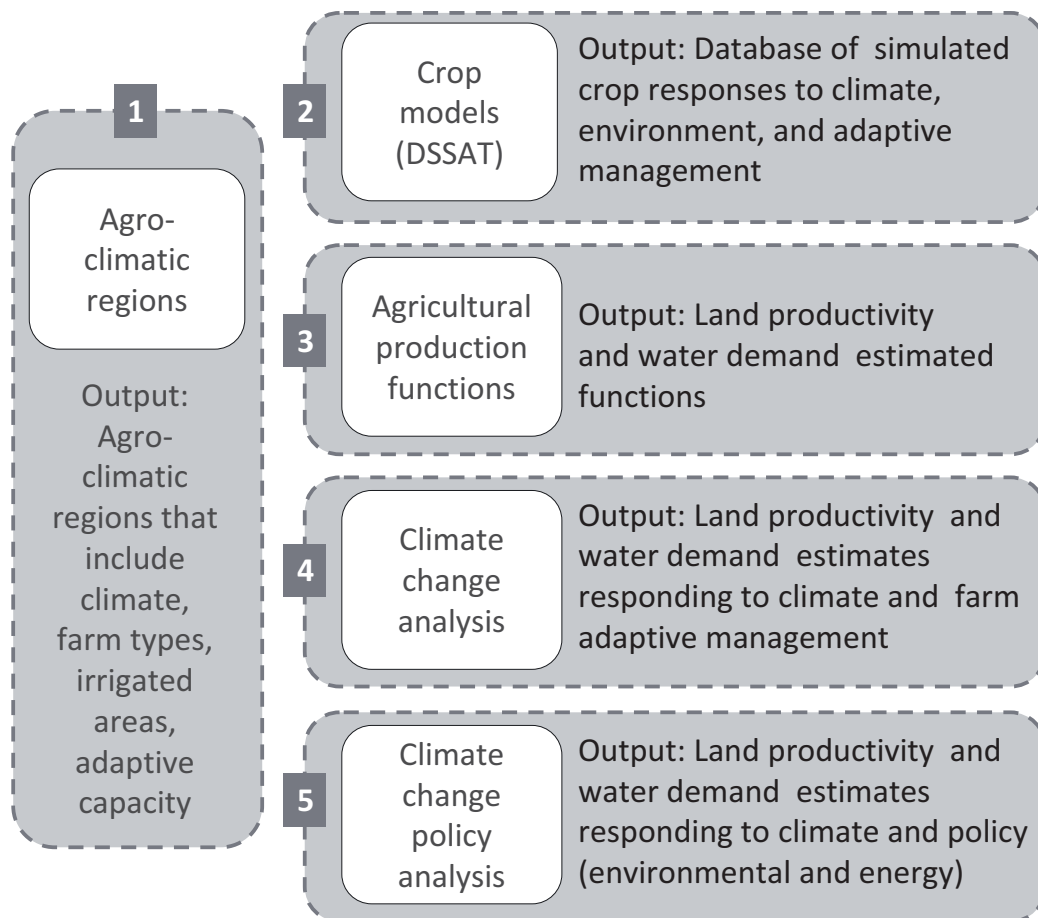 1
Agro-
climatic
regions
Output:
Agro-
climatic
regions that
include
climate,
farm types,
irrigated
areas,
adaptive
capacity
2
Crop
models
(DSSAT)
Output: Database of simulated
crop responses to climate,
environment, and adaptive
management
3
Agricultural
production
functions
Output: Land productivity
and water demand estimated
functions
4
Climate
change
analysis
Output: Land productivity and
water demand estimates
responding to climate and farm
adaptive management
5
Climate
change
policy
analysis
Output: Land productivity and
water demand estimates
responding to climate and policy
(environmental and energy)